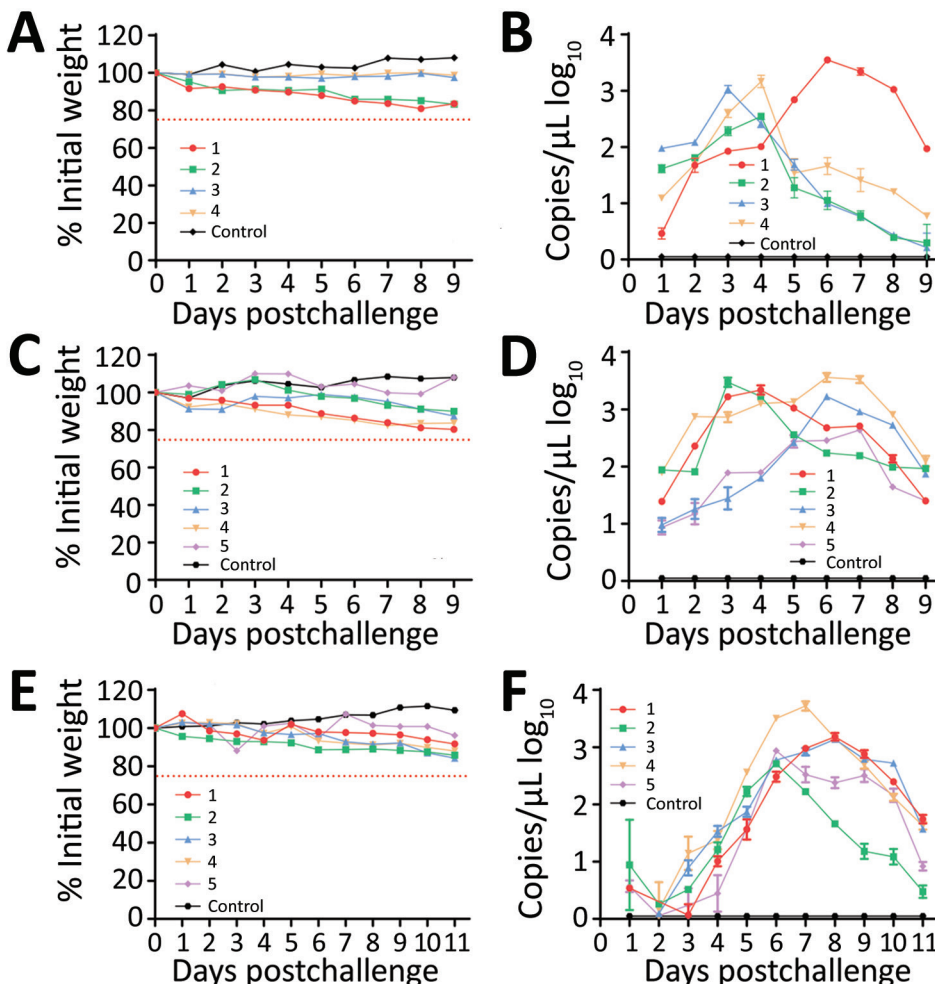 A
% Initial weight
120
100
80
60
40
20
0
1
2
3
4
Control
0 1 2 3 4 5 6 7 8 9
Days postchallenge
B
Copies/µL log10
4
3
2
1
0
1
2
3
4
Control
0 1 2 3 4 5 6 7 8 9
Days postchallenge
C
% Initial weight
120
100
80
60
40
20
0
1
2
3
4
5
Control
0 1 2 3 4 5 6 7 8 9
Days postchallenge
D
Copies/µL log10
4
3
2
1
0
1
2
3
4
5
Control
0 1 2 3 4 5 6 7 8 9
Days postchallenge
E
% Initial weight
120
100
80
60
40
20
0
1
2
3
4
5
Control
0 1 2 3 4 5 6 7 8 9 10 11
Days postchallenge
F
Copies/µL log10
4
3
2
1
0
1
2
3
4
5
Control
0 1 2 3 4 5 6 7 8 9 10 11
Days postchallenge